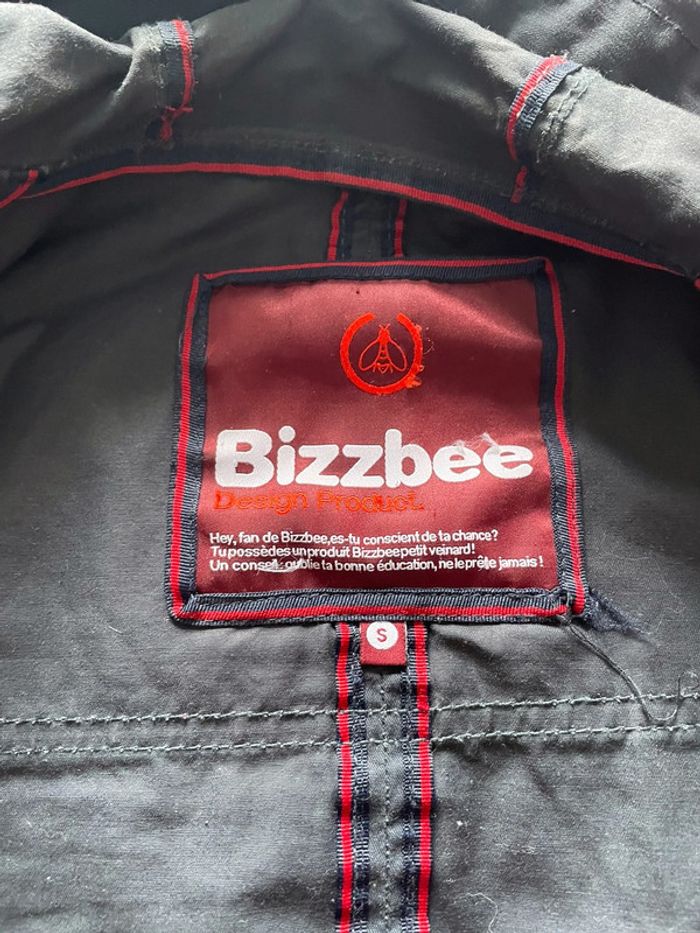 Bizzbee
Design Product.
Hey, fan de Bizzbee,es-tu conscient de ta chance?
Tu possèdes un produit Bizzbee petit veinard!
Un conseil: oublie ta bonne éducation, ne le prête jamais!
S